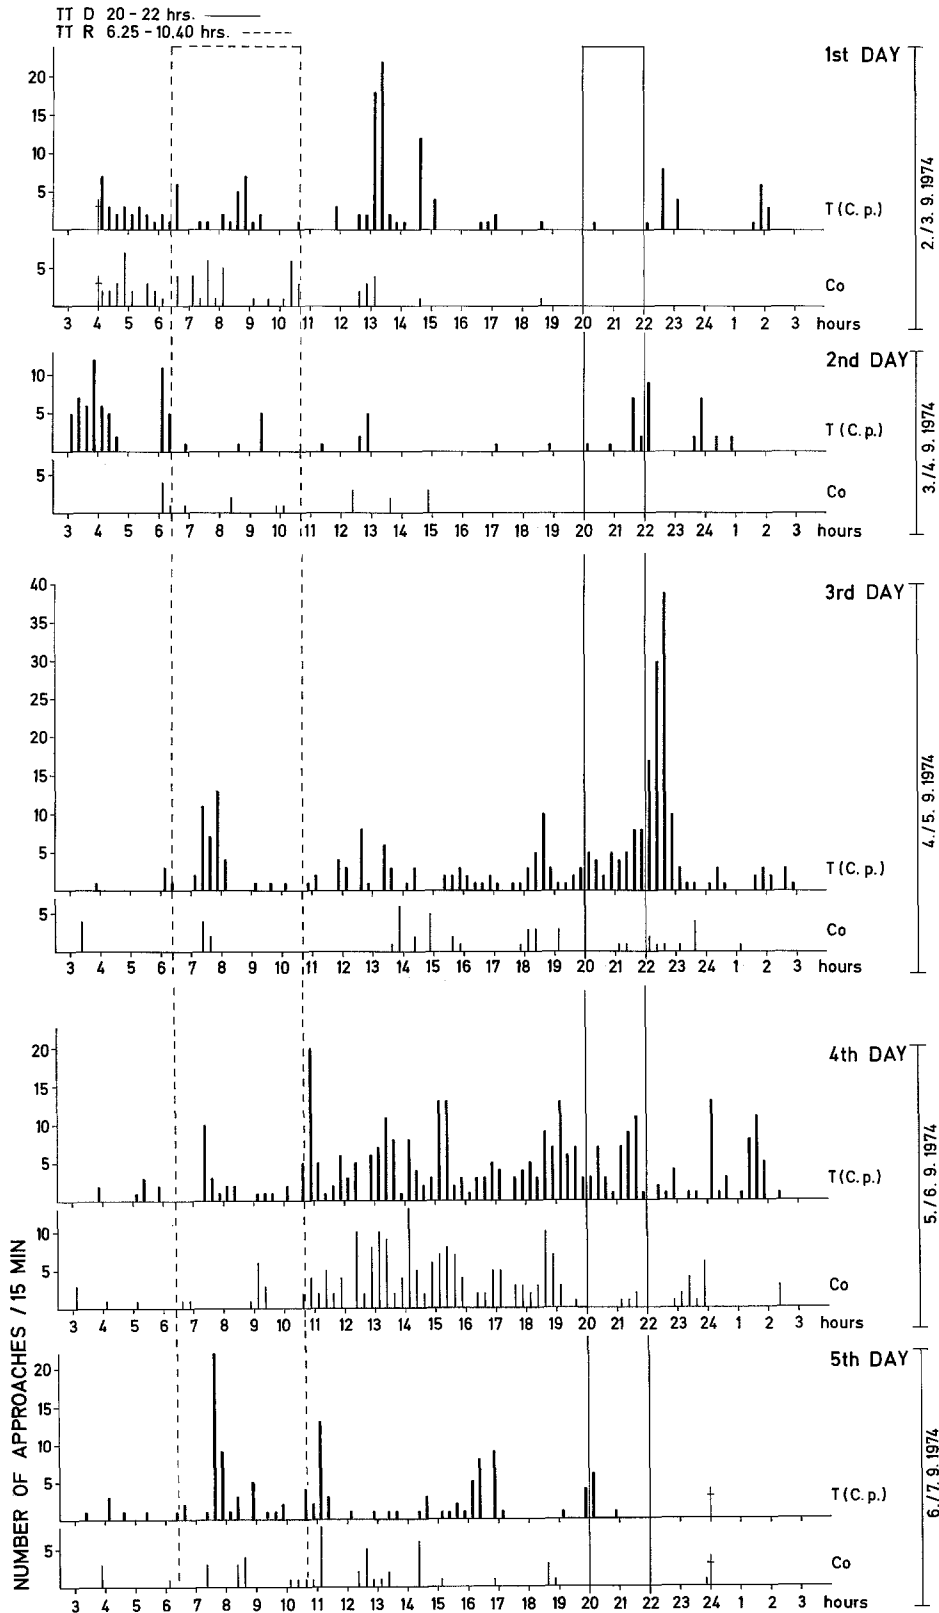 TT D 20 - 22 hrs.
TT R 6.25 - 10.40 hrs.
1st DAY
20
15
10
5
T (C. p.)
5
Co
3 4 5 6 7 8 9 10 11 12 13 14 15 16 17 18 19 20 21 22 23 24 1 2 3 hours
2./3. 9. 1974
2nd DAY
10
5
T (C. p.)
5
Co
3 4 5 6 7 8 9 10 11 12 13 14 15 16 17 18 19 20 21 22 23 24 1 2 3 hours
3./4. 9. 1974
3rd DAY
40
35
30
25
20
15
10
5
T (C. p.)
5
Co
3 4 5 6 7 8 9 10 11 12 13 14 15 16 17 18 19 20 21 22 23 24 1 2 3 hours
4./5. 9. 1974
4th DAY
20
15
10
5
T (C. p.)
10
5
Co
3 4 5 6 7 8 9 10 11 12 13 14 15 16 17 18 19 20 21 22 23 24 1 2 3 hours
5./6. 9. 1974
5th DAY
20
15
10
5
T (C. p.)
5
Co
3 4 5 6 7 8 9 10 11 12 13 14 15 16 17 18 19 20 21 22 23 24 1 2 3 hours
6./7. 9. 1974
NUMBER OF APPROACHES / 15 MIN